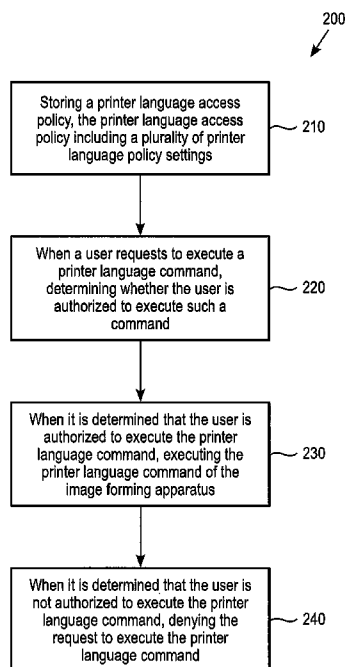 200
Storing a printer language access
policy, the printer language access
policy including a plurality of printer
language policy settings
210
When a user requests to execute a
printer language command,
determining whether the user is
authorized to execute such a
command
220
When it is determined that the user is
authorized to execute the printer
language command, executing the
printer language command of the
image forming apparatus
230
When it is determined that the user is
not authorized to execute the printer
language command, denying the
request to execute the printer
language command
240